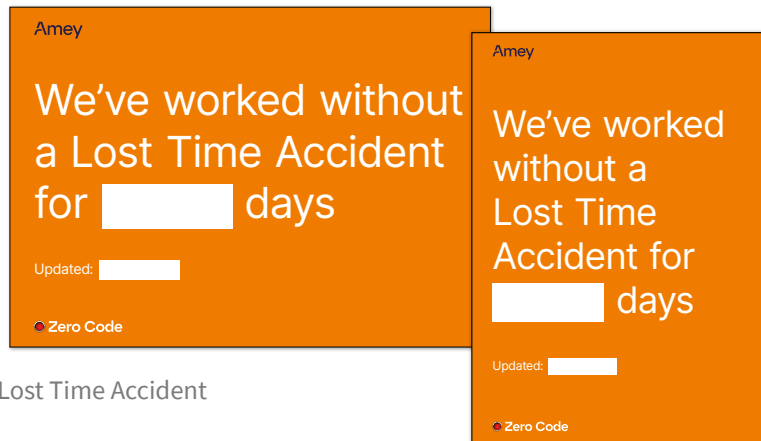 Amey
We've worked without
a Lost Time Accident
for days
Updated:
Zero Code
Amey
We've worked
without a
Lost Time
Accident for
days
Updated:
Zero Code
Lost Time Accident